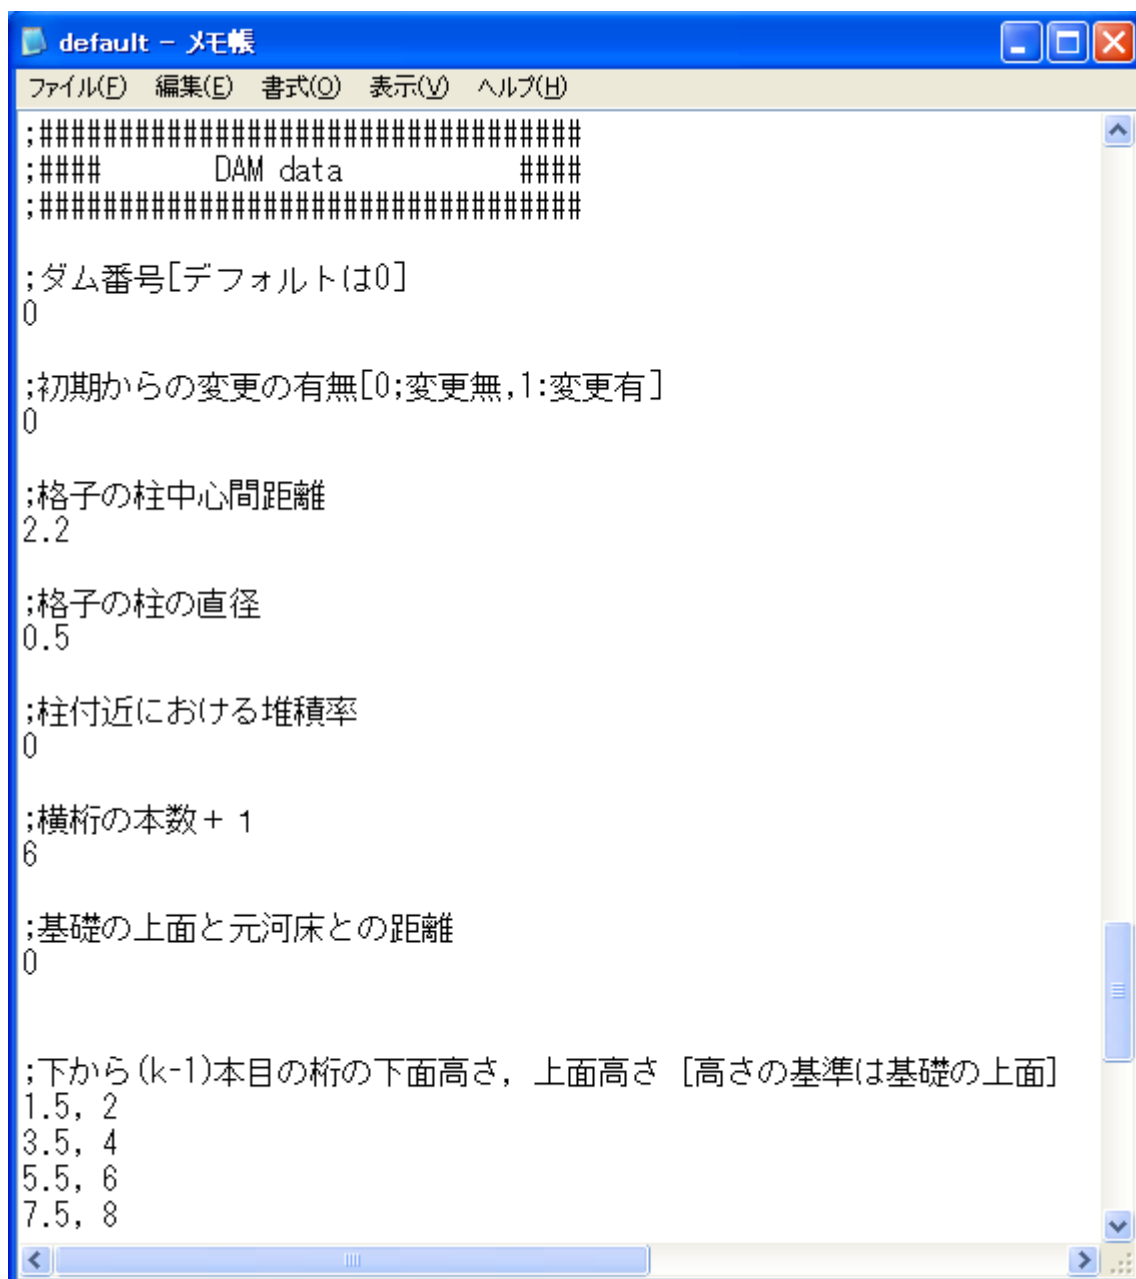 default - メモ帳
ファイル(F) 編集(E) 書式(O) 表示(V) ヘルプ(H)
;##################################
;####       DAM data           ####
;##################################
;ダム番号[デフォルトは0]
0
;初期からの変更の有無[0;変更無,1:変更有]
0
;格子の柱中心間距離
2.2
;格子の柱の直径
0.5
;柱付近における堆積率
0
;横桁の本数＋ 1
6
;基礎の上面と元河床との距離
0
;下から(k-1)本目の桁の下面高さ, 上面高さ [高さの基準は基礎の上面]
1.5, 2
3.5, 4
5.5, 6
7.5, 8